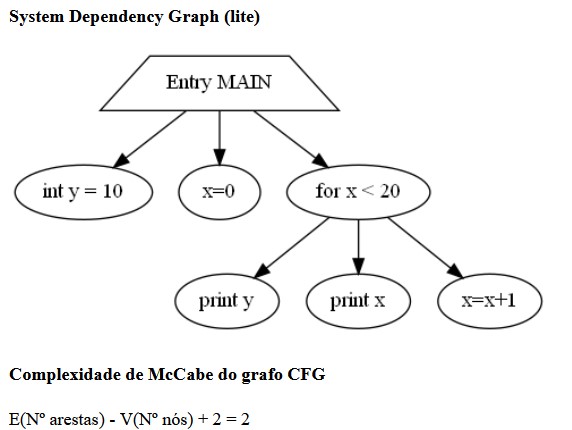 System Dependency Graph (lite)
Entry MAIN
int y = 10
x=0
for x < 20
print y
print x
x=x+1
Complexidade de McCabe do grafo CFG
E(Nº arestas) - V(Nº nós) + 2 = 2